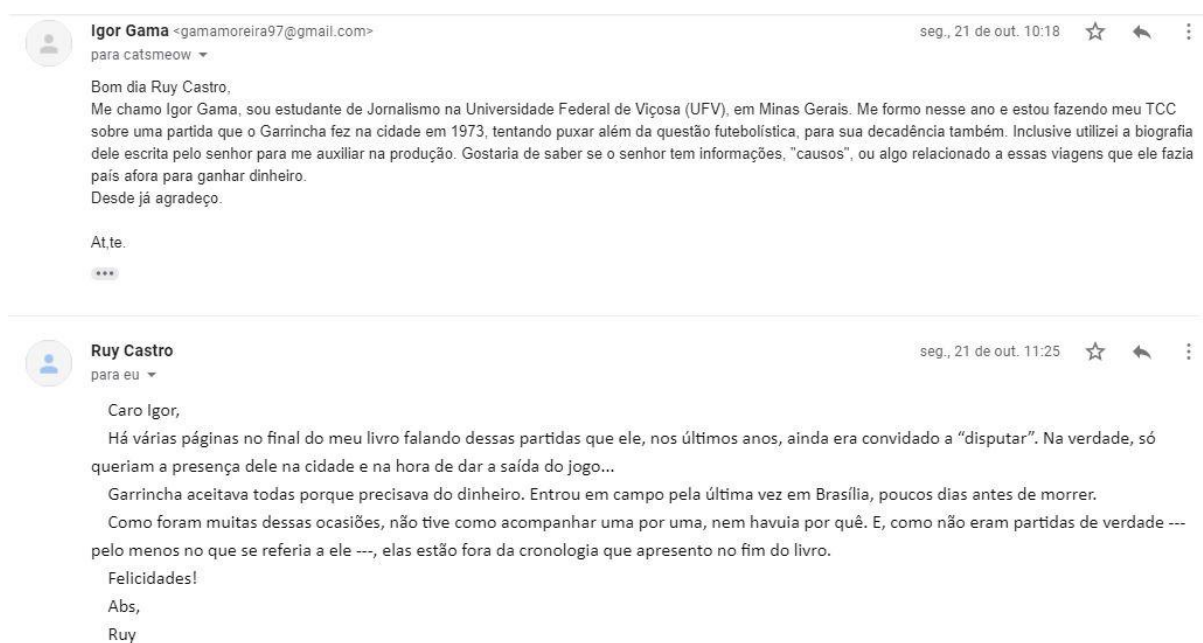 Igor Gama <gamamoreira97@gmail.com> seg., 21 de out. 10:18
para catsmeow
Bom dia Ruy Castro,
Me chamo Igor Gama, sou estudante de Jornalismo na Universidade Federal de Viçosa (UFV), em Minas Gerais. Me formo nesse ano e estou fazendo meu TCC
sobre uma partida que o Garrincha fez na cidade em 1973, tentando puxar além da questão futebolística, para sua decadência também. Inclusive utilizei a biografia
dele escrita pelo senhor para me auxiliar na produção. Gostaria de saber se o senhor tem informações, "causos", ou algo relacionado a essas viagens que ele fazia
país afora para ganhar dinheiro.
Desde já agradeço.
At,te.
Ruy Castro seg., 21 de out. 11:25
para eu
Caro Igor,
Há várias páginas no final do meu livro falando dessas partidas que ele, nos últimos anos, ainda era convidado a “disputar”. Na verdade, só
queriam a presença dele na cidade e na hora de dar a saída do jogo...
Garrincha aceitava todas porque precisava do dinheiro. Entrou em campo pela última vez em Brasília, poucos dias antes de morrer.
Como foram muitas dessas ocasiões, não tive como acompanhar uma por uma, nem havuia por quê. E, como não eram partidas de verdade ---
pelo menos no que se referia a ele ---, elas estão fora da cronologia que apresento no fim do livro.
Felicidades!
Abs,
Ruy